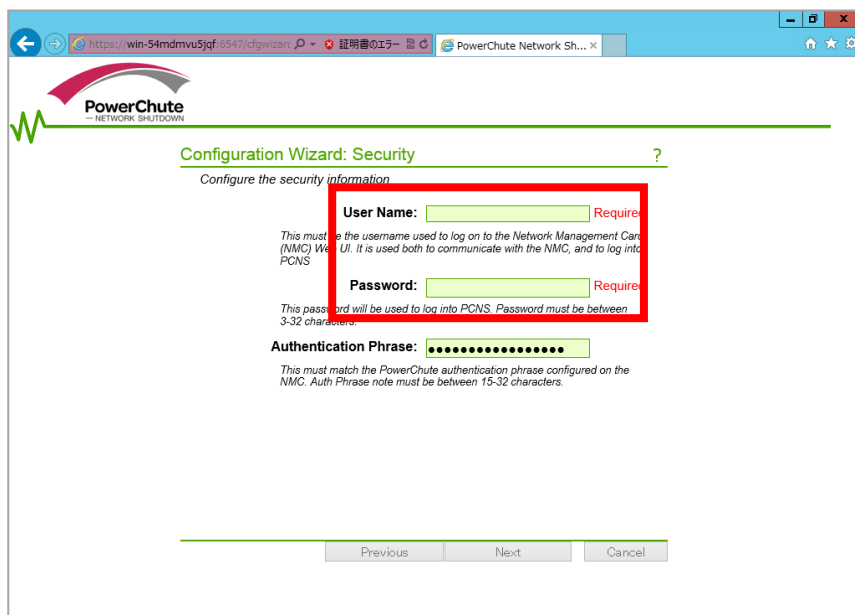 https://win-54mdmvu5jqf:6547/cfgwizard
証明書のエラー
PowerChute Network Sh...
PowerChute
NETWORK SHUTDOWN
Configuration Wizard: Security ?
Configure the security information
User Name: Required
This must be the username used to log on to the Network Management Card
(NMC) Web UI. It is used both to communicate with the NMC, and to log into
PCNS
Password: Required
This password will be used to log into PCNS. Password must be between
3-32 characters.
Authentication Phrase: ●●●●●●●●●●●●●●●●●
This must match the PowerChute authentication phrase configured on the
NMC. Auth Phrase note must be between 15-32 characters.
Previous Next Cancel